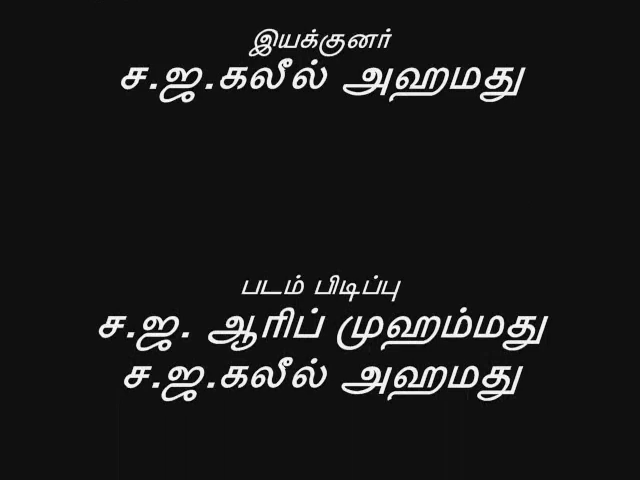 இயக்குனர்
ச.ஜ.கலீல் அஹமது
படம் பிடிப்பு
ச.ஜ. ஆரிப் முஹம்மது
ச.ஜ.கலீல் அஹமது